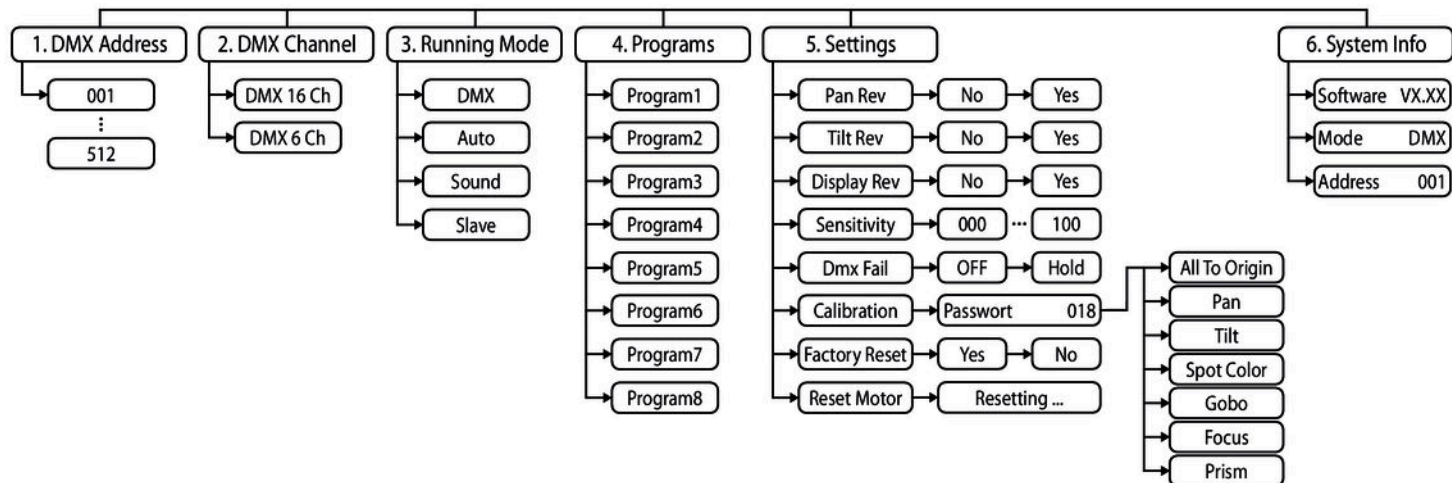 1. DMX Address
001
⋮
512
2. DMX Channel
DMX 16 Ch
DMX 6 Ch
3. Running Mode
DMX
Auto
Sound
Slave
4. Programs
Program1
Program2
Program3
Program4
Program5
Program6
Program7
Program8
5. Settings
Pan Rev No Yes
Tilt Rev No Yes
Display Rev No Yes
Sensitivity 000 ··· 100
Dmx Fail OFF Hold
Calibration Passwort 018
All To Origin
Pan
Tilt
Spot Color
Gobo
Focus
Prism
Factory Reset Yes No
Reset Motor Resetting ...
6. System Info
Software VX.XX
Mode DMX
Address 001